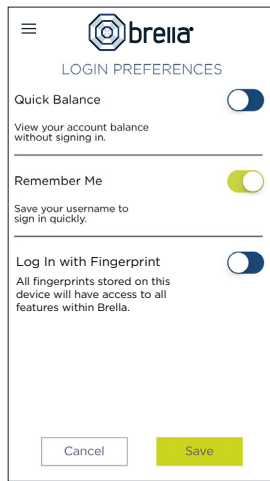 brella
LOGIN PREFERENCES
Quick Balance
View your account balance
without signing in.
Remember Me
Save your username to
sign in quickly.
Log In with Fingerprint
All fingerprints stored on this
device will have access to all
features within Brella.
Cancel
Save